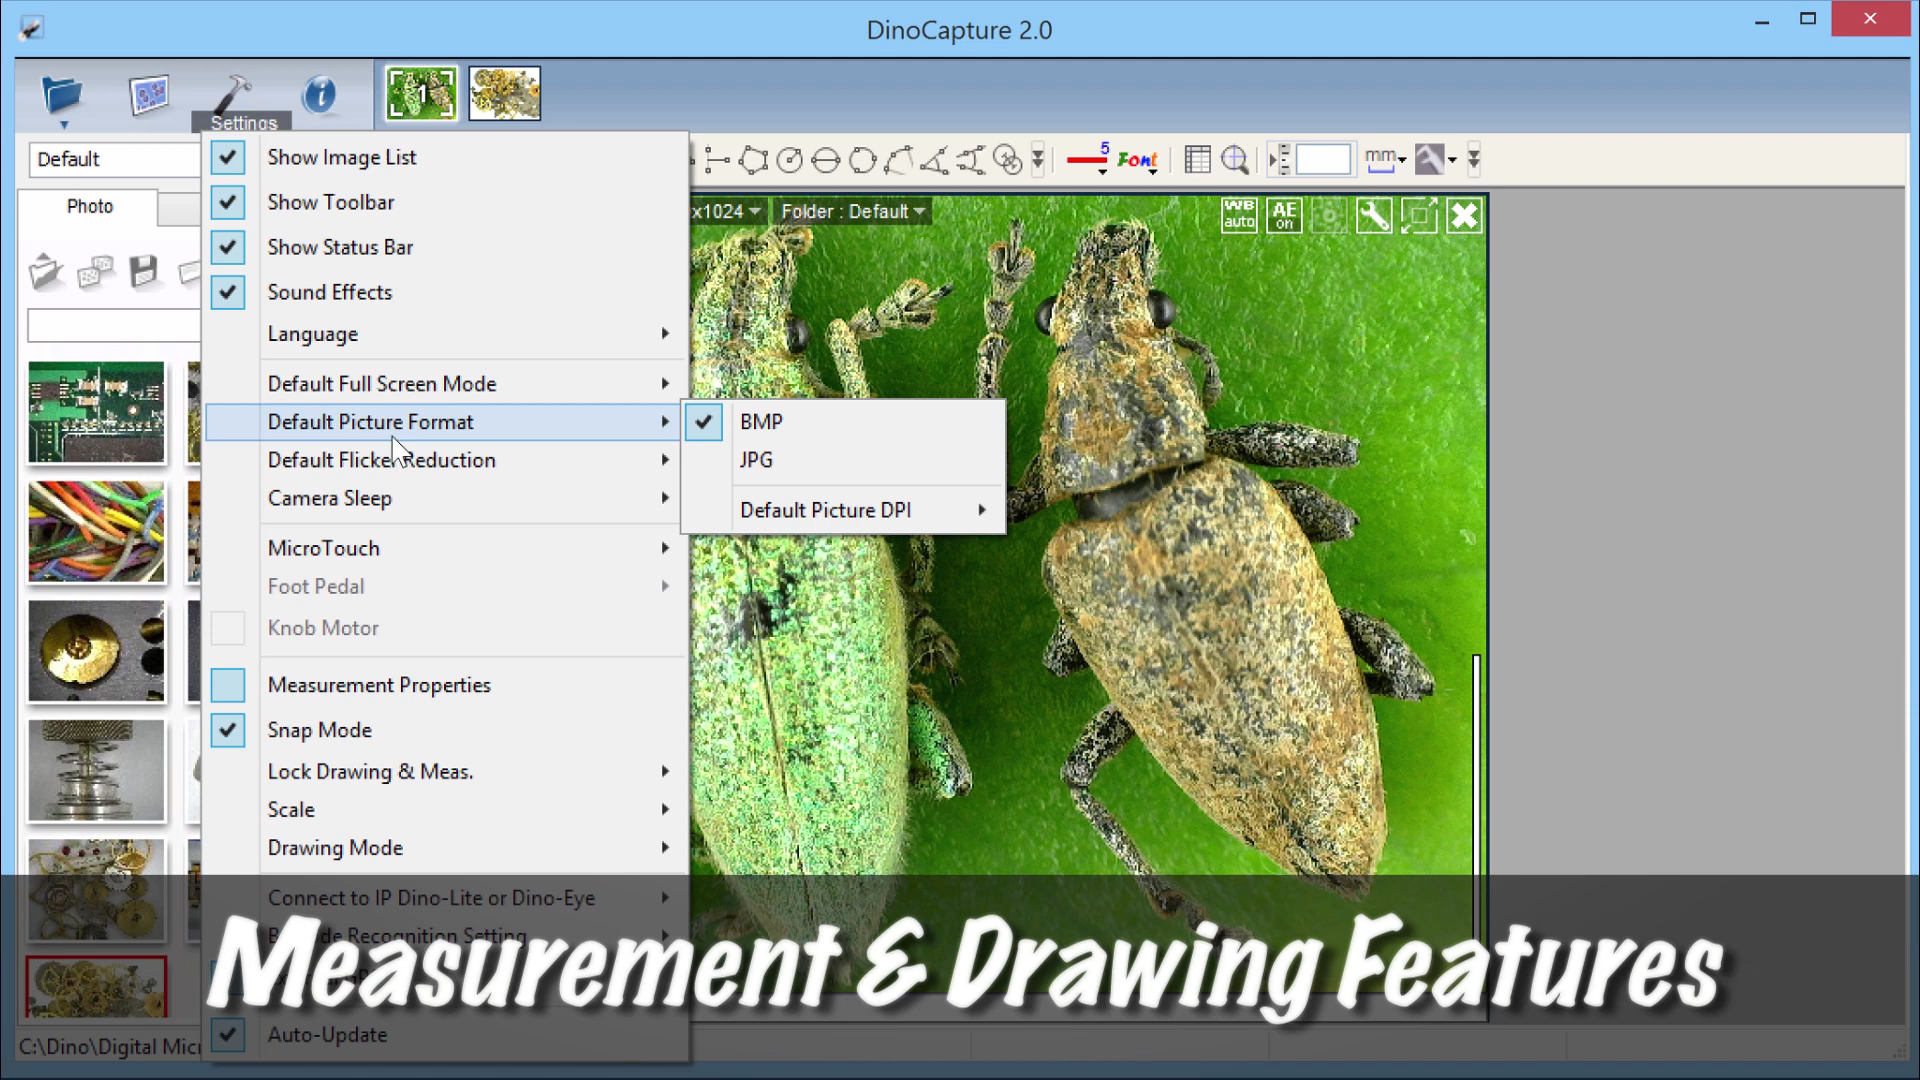 DinoCapture 2.0
1
Settings
Default
Photo
Show Image List
Show Toolbar
Show Status Bar
Sound Effects
Language
Default Full Screen Mode
Default Picture Format
Default Flicker Reduction
Camera Sleep
MicroTouch
Foot Pedal
Knob Motor
Measurement Properties
Snap Mode
Lock Drawing & Meas.
Scale
Drawing Mode
Connect to IP Dino-Lite or Dino-Eye
Recognition Setting
Auto-Update
BMP
JPG
Default Picture DPI
5
Font
mm
x1024
Folder : Default
WB
auto
AE
on
Measurement & Drawing Features
C:\Dino\Digital